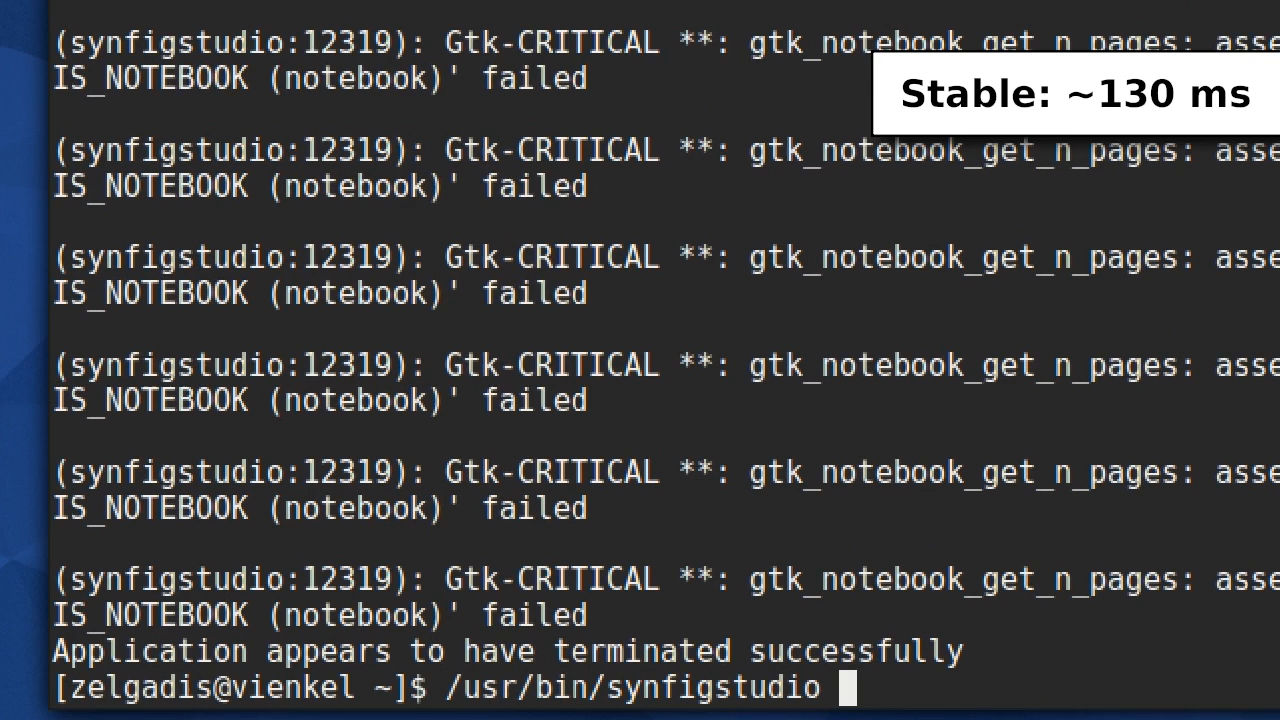 (synfigstudio:12319): Gtk-CRITICAL **: gtk_notebook_get_n_pages: asse
IS_NOTEBOOK (notebook)' failed
Stable: ~130 ms
(synfigstudio:12319): Gtk-CRITICAL **: gtk_notebook_get_n_pages: asse
IS_NOTEBOOK (notebook)' failed
(synfigstudio:12319): Gtk-CRITICAL **: gtk_notebook_get_n_pages: asse
IS_NOTEBOOK (notebook)' failed
(synfigstudio:12319): Gtk-CRITICAL **: gtk_notebook_get_n_pages: asse
IS_NOTEBOOK (notebook)' failed
(synfigstudio:12319): Gtk-CRITICAL **: gtk_notebook_get_n_pages: asse
IS_NOTEBOOK (notebook)' failed
(synfigstudio:12319): Gtk-CRITICAL **: gtk_notebook_get_n_pages: asse
IS_NOTEBOOK (notebook)' failed
Application appears to have terminated successfully
[zelgadis@vienkel ~]$ /usr/bin/synfigstudio